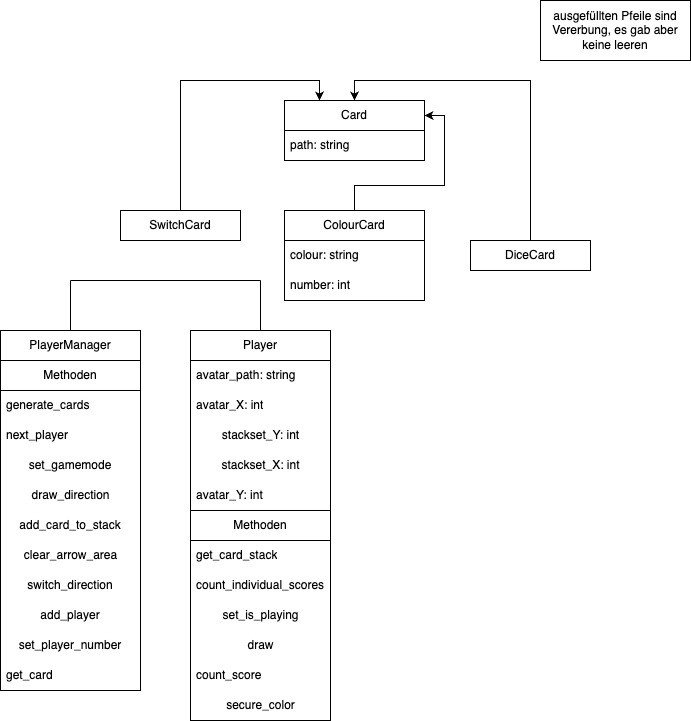 ausgefüllten Pfeile sind
Vererbung, es gab aber
keine leeren
Card
path: string
SwitchCard
ColourCard
colour: string
number: int
DiceCard
PlayerManager
Methoden
generate_cards
next_player
set_gamemode
draw_direction
add_card_to_stack
clear_arrow_area
switch_direction
add_player
set_player_number
get_card
Player
avatar_path: string
avatar_X: int
stackset_Y: int
stackset_X: int
avatar_Y: int
Methoden
get_card_stack
count_individual_scores
set_is_playing
draw
count_score
secure_color